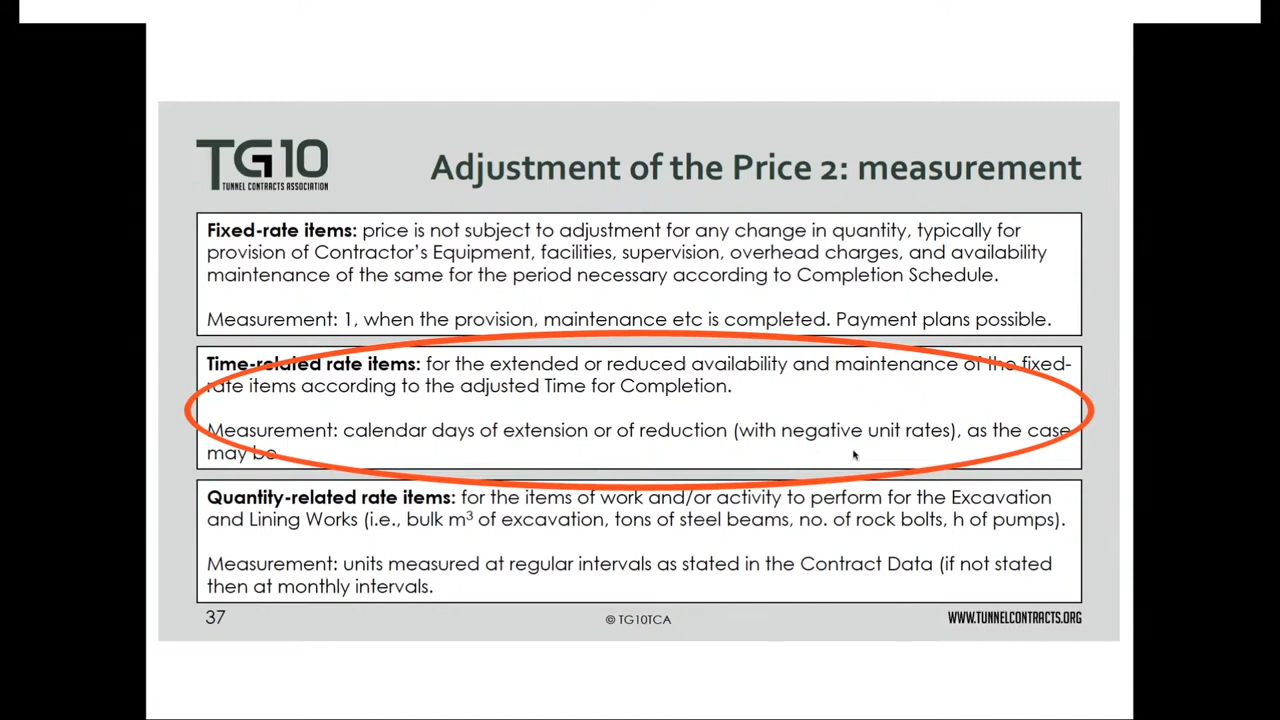 TG10
TUNNEL CONTRACTS ASSOCIATION
Adjustment of the Price 2: measurement
Fixed-rate items: price is not subject to adjustment for any change in quantity, typically for
provision of Contractor's Equipment, facilities, supervision, overhead charges, and availability
maintenance of the same for the period necessary according to Completion Schedule.
Measurement: 1, when the provision, maintenance etc is completed. Payment plans possible.
Time-related rate items: for the extended or reduced availability and maintenance of the fixed-
rate items according to the adjusted Time for Completion.
Measurement: calendar days of extension or of reduction (with negative unit rates), as the case
may be.
Quantity-related rate items: for the items of work and/or activity to perform for the Excavation
and Lining Works (i.e., bulk m³ of excavation, tons of steel beams, no. of rock bolts, h of pumps).
Measurement: units measured at regular intervals as stated in the Contract Data (if not stated
then at monthly intervals.
37
© TG10TCA
WWW.TUNNELCONTRACTS.ORG